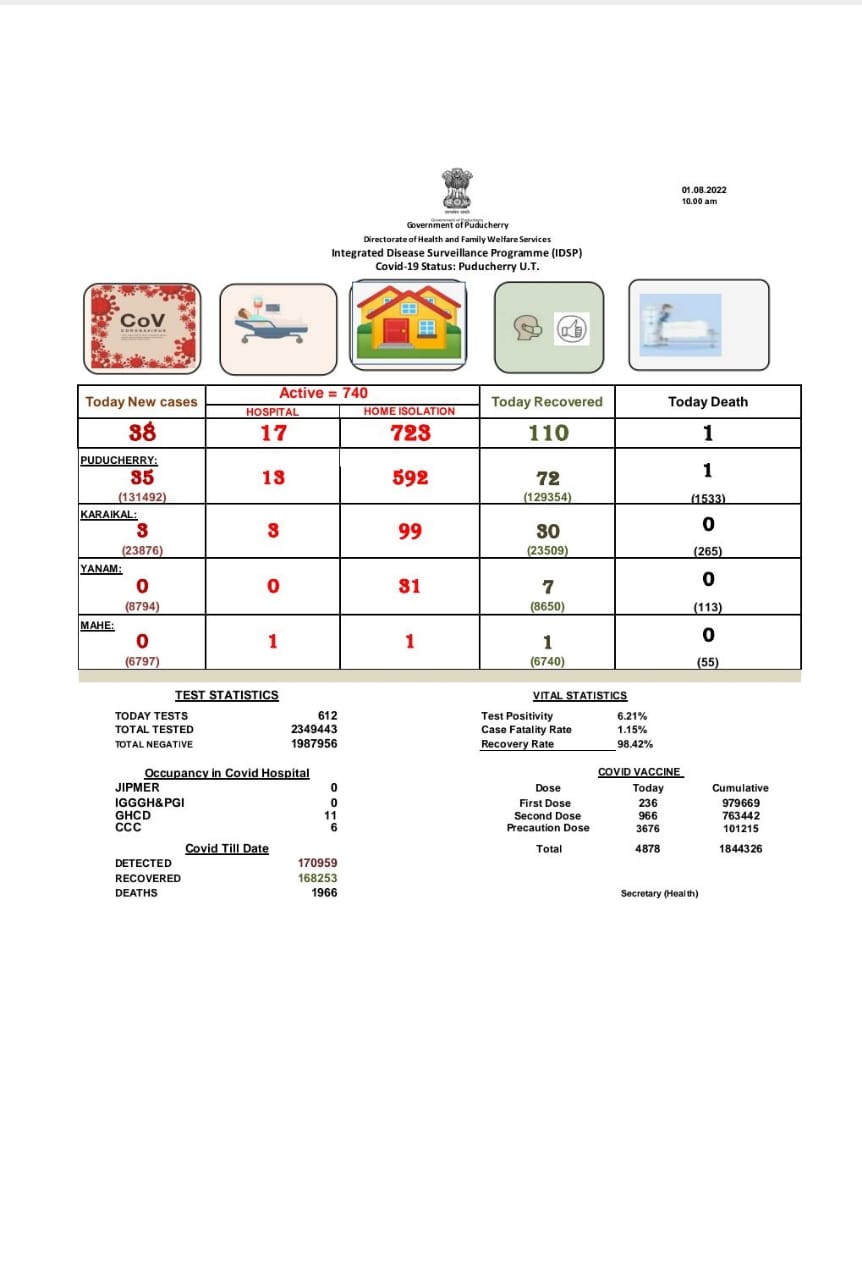 01.08.2022
10.00 am
Government of Puducherry
Directorate of Health and Family Welfare Services
Integrated Disease Surveillance Programme (IDSP)
Covid-19 Status: Puducherry U.T.
CoV
CORONAVIRUS
Today New cases
Active = 740
HOSPITAL HOME ISOLATION
Today Recovered
Today Death
38 17 723 110 1
PUDUCHERRY:
35 13 592 72 1
(131492) (129354) (1533)
KARAIKAL:
3 3 99 30 0
(23876) (23509) (265)
YANAM:
0 0 31 7 0
(8794) (8650) (113)
MAHE:
0 1 1 1 0
(6797) (6740) (55)
TEST STATISTICS
TODAY TESTS 612
TOTAL TESTED 2349443
TOTAL NEGATIVE 1987956
VITAL STATISTICS
Test Positivity 6.21%
Case Fatality Rate 1.15%
Recovery Rate 98.42%
Occupancy in Covid Hospital
JIPMER 0
IGGGH&PGI 0
GHCD 11
CCC 6
COVID VACCINE
Dose Today Cumulative
First Dose 236 979669
Second Dose 966 763442
Precaution Dose 3676 101215
Total 4878 1844326
Covid Till Date
DETECTED 170959
RECOVERED 168253
DEATHS 1966
Secretary (Health)